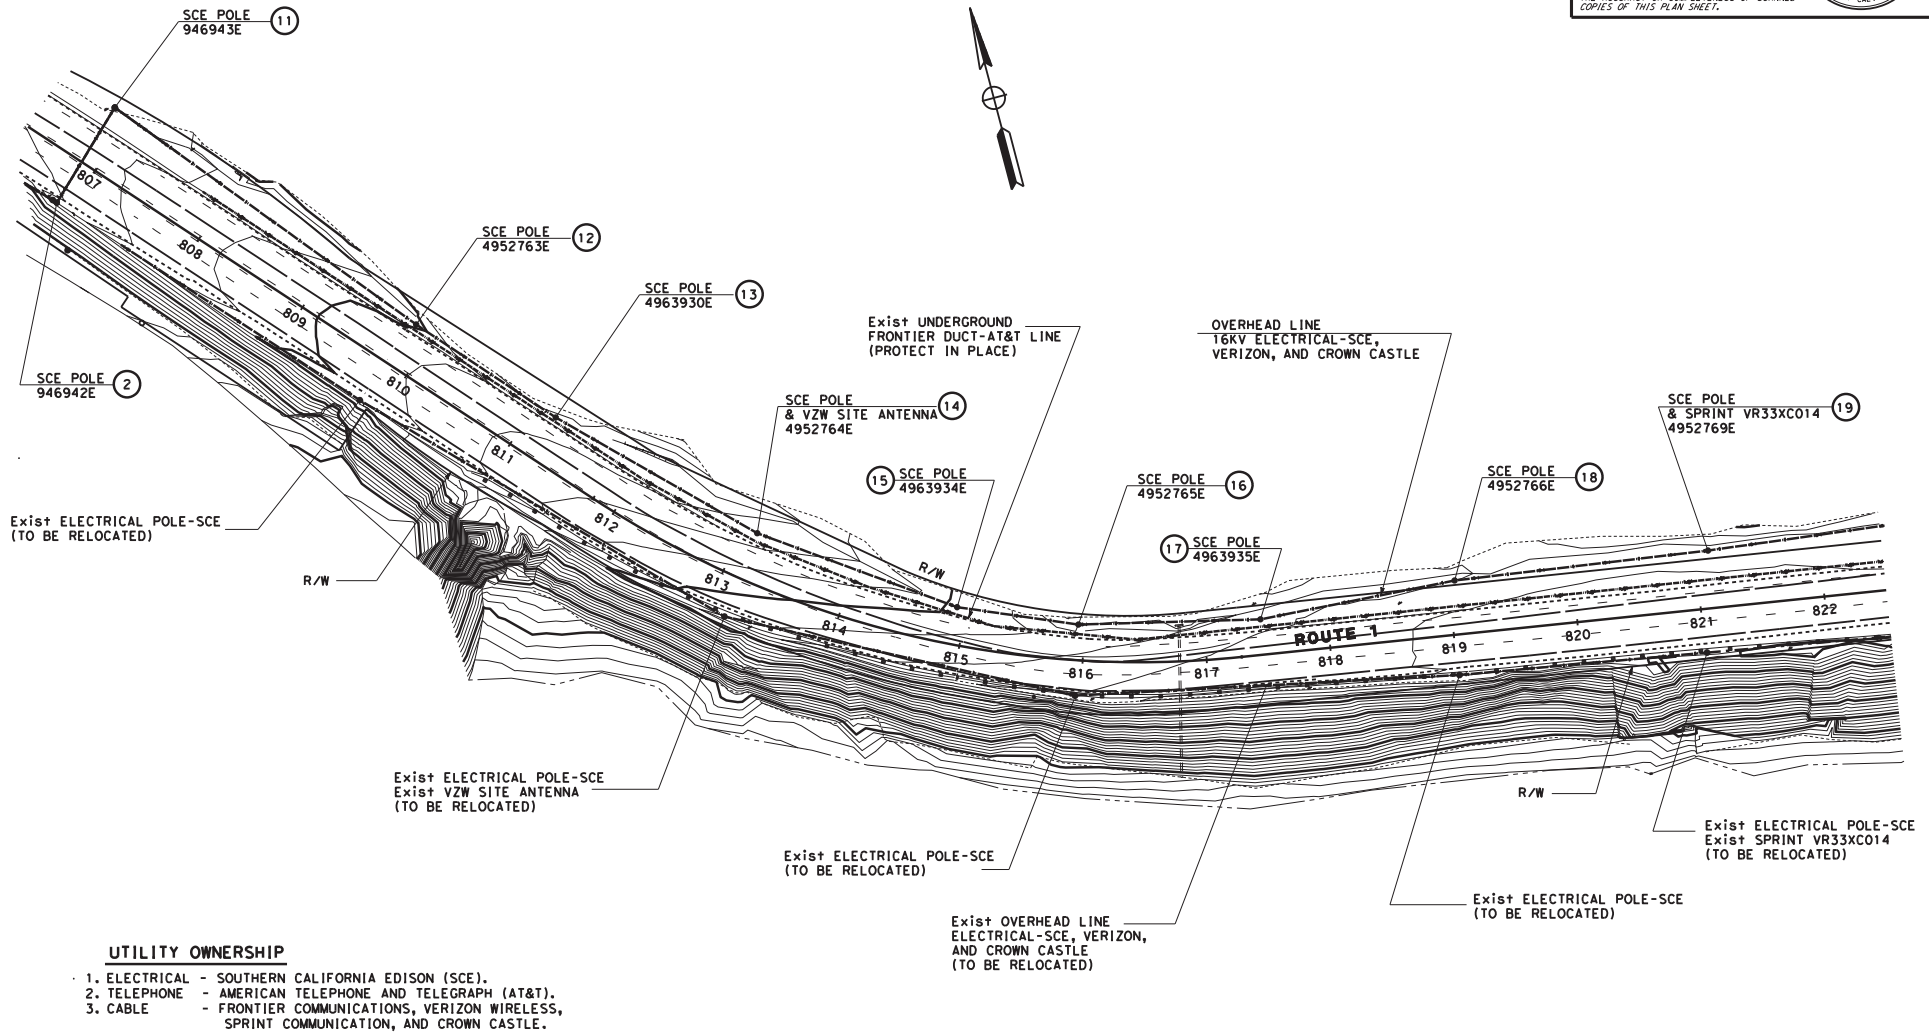 COPIES OF THIS PLAN SHEET.
CAL
SCE POLE
946943E
11
SCE POLE
4952763E
12
SCE POLE
4963930E
13
Exist UNDERGROUND
FRONTIER DUCT-AT&T LINE
(PROTECT IN PLACE)
OVERHEAD LINE
16KV ELECTRICAL-SCE,
VERIZON, AND CROWN CASTLE
SCE POLE
946942E
2
SCE POLE
& VZW SITE ANTENNA
4952764E
14
15
SCE POLE
4963934E
SCE POLE
4952765E
16
17
SCE POLE
4963935E
SCE POLE
4952766E
18
SCE POLE
& SPRINT VR33XC014
4952769E
19
807
808
809
810
811
812
813
814
815
816
817
818
819
820
821
822
ROUTE 1
R/W
Exist ELECTRICAL POLE-SCE
(TO BE RELOCATED)
R/W
Exist ELECTRICAL POLE-SCE
Exist VZW SITE ANTENNA
(TO BE RELOCATED)
Exist ELECTRICAL POLE-SCE
(TO BE RELOCATED)
Exist OVERHEAD LINE
ELECTRICAL-SCE, VERIZON,
AND CROWN CASTLE
(TO BE RELOCATED)
Exist ELECTRICAL POLE-SCE
(TO BE RELOCATED)
R/W
Exist ELECTRICAL POLE-SCE
Exist SPRINT VR33XC014
(TO BE RELOCATED)
UTILITY OWNERSHIP
1. ELECTRICAL - SOUTHERN CALIFORNIA EDISON (SCE).
2. TELEPHONE - AMERICAN TELEPHONE AND TELEGRAPH (AT&T).
3. CABLE - FRONTIER COMMUNICATIONS, VERIZON WIRELESS,
SPRINT COMMUNICATION, AND CROWN CASTLE.